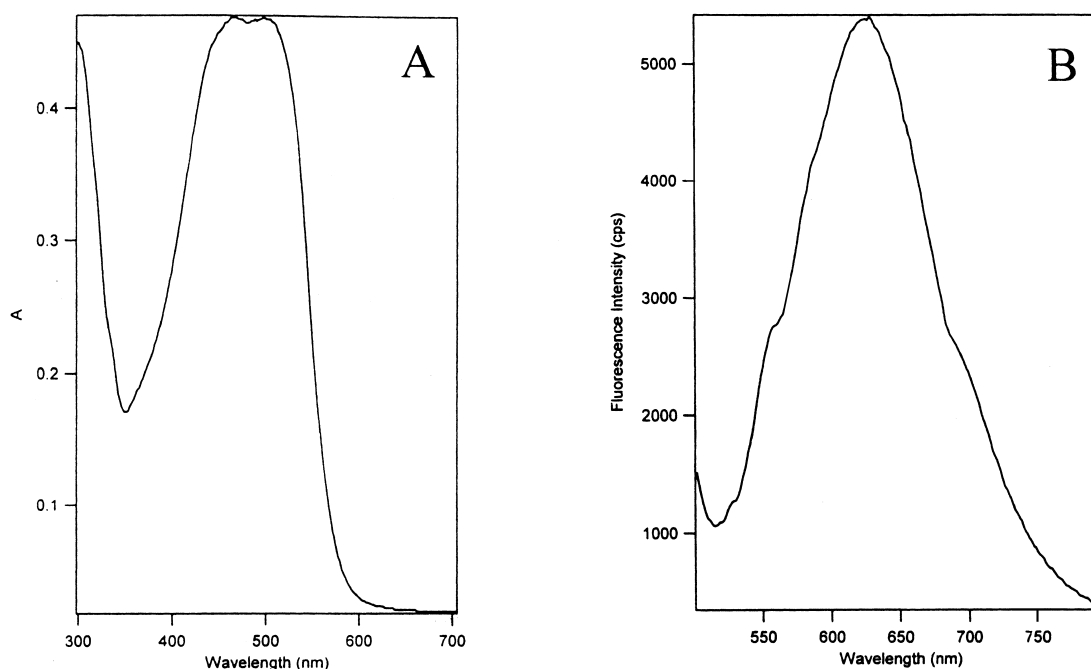 A
0.4
0.3
0.2
0.1
A
300 400 500 600 700
Wavelength (nm)
B
5000
4000
3000
2000
1000
Fluorescence Intensity (cps)
550 600 650 700 750
Wavelength (nm)